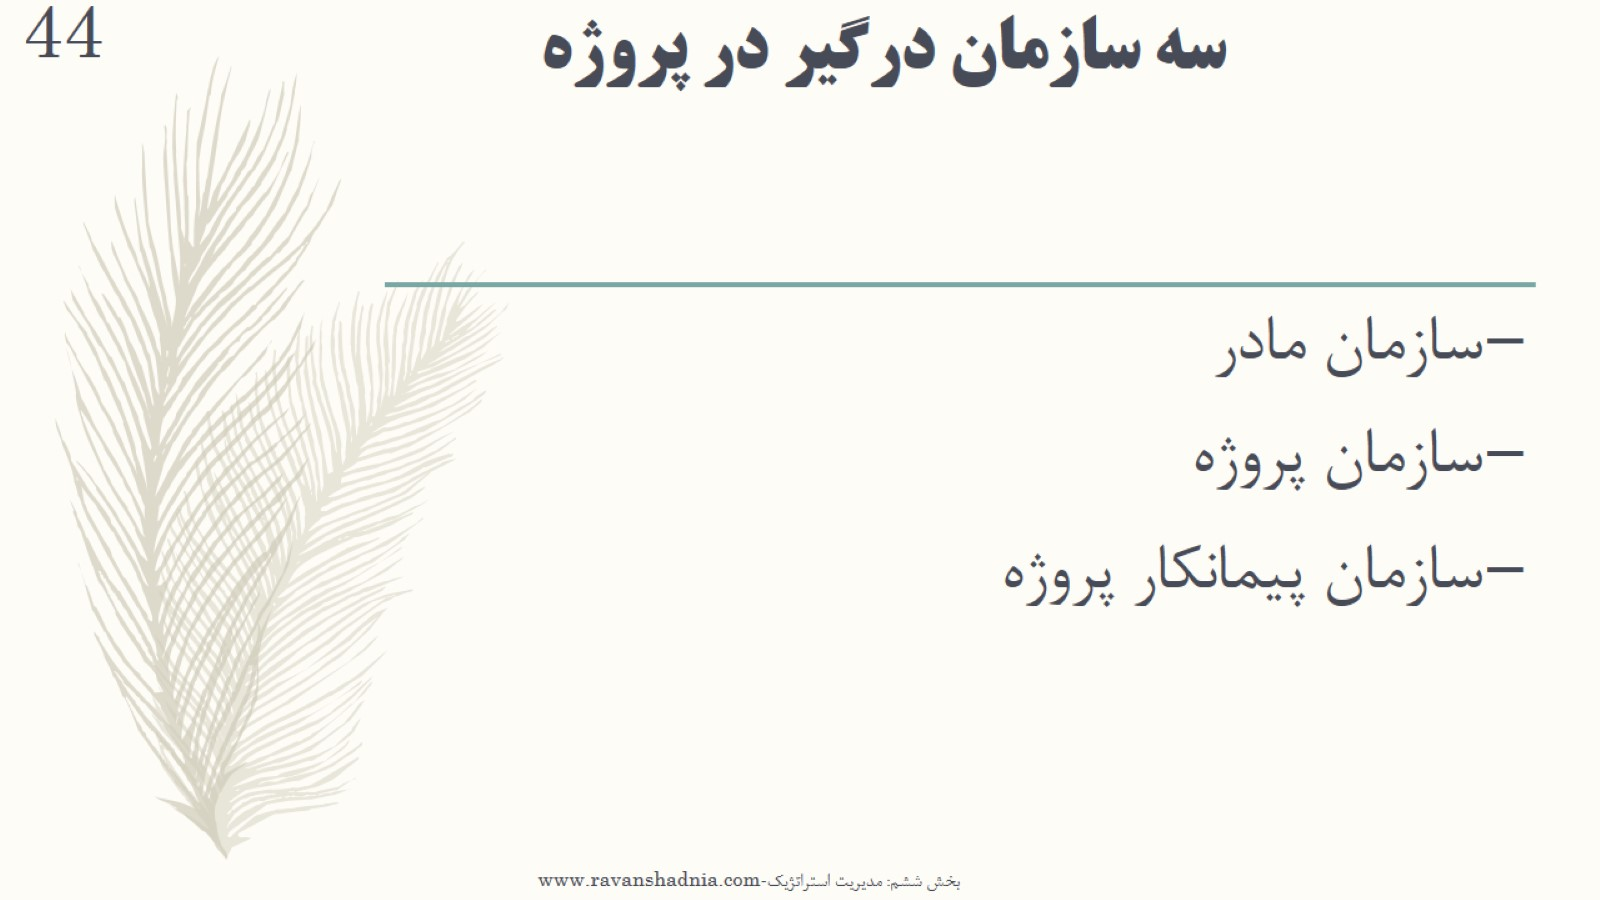 44
سه سازمان درگیر در پروژه
–سازمان مادر
–سازمان پروژه
–سازمان پیمانکار پروژه
بخش ششم: مدیریت استراتژیک-www.ravanshadnia.com